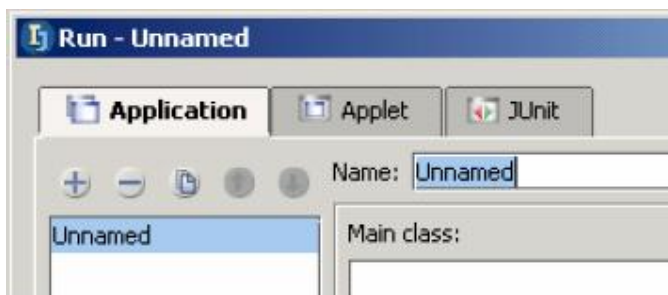 Run - Unnamed
Application Applet JUnit
Name: Unnamed
Unnamed
Main class: